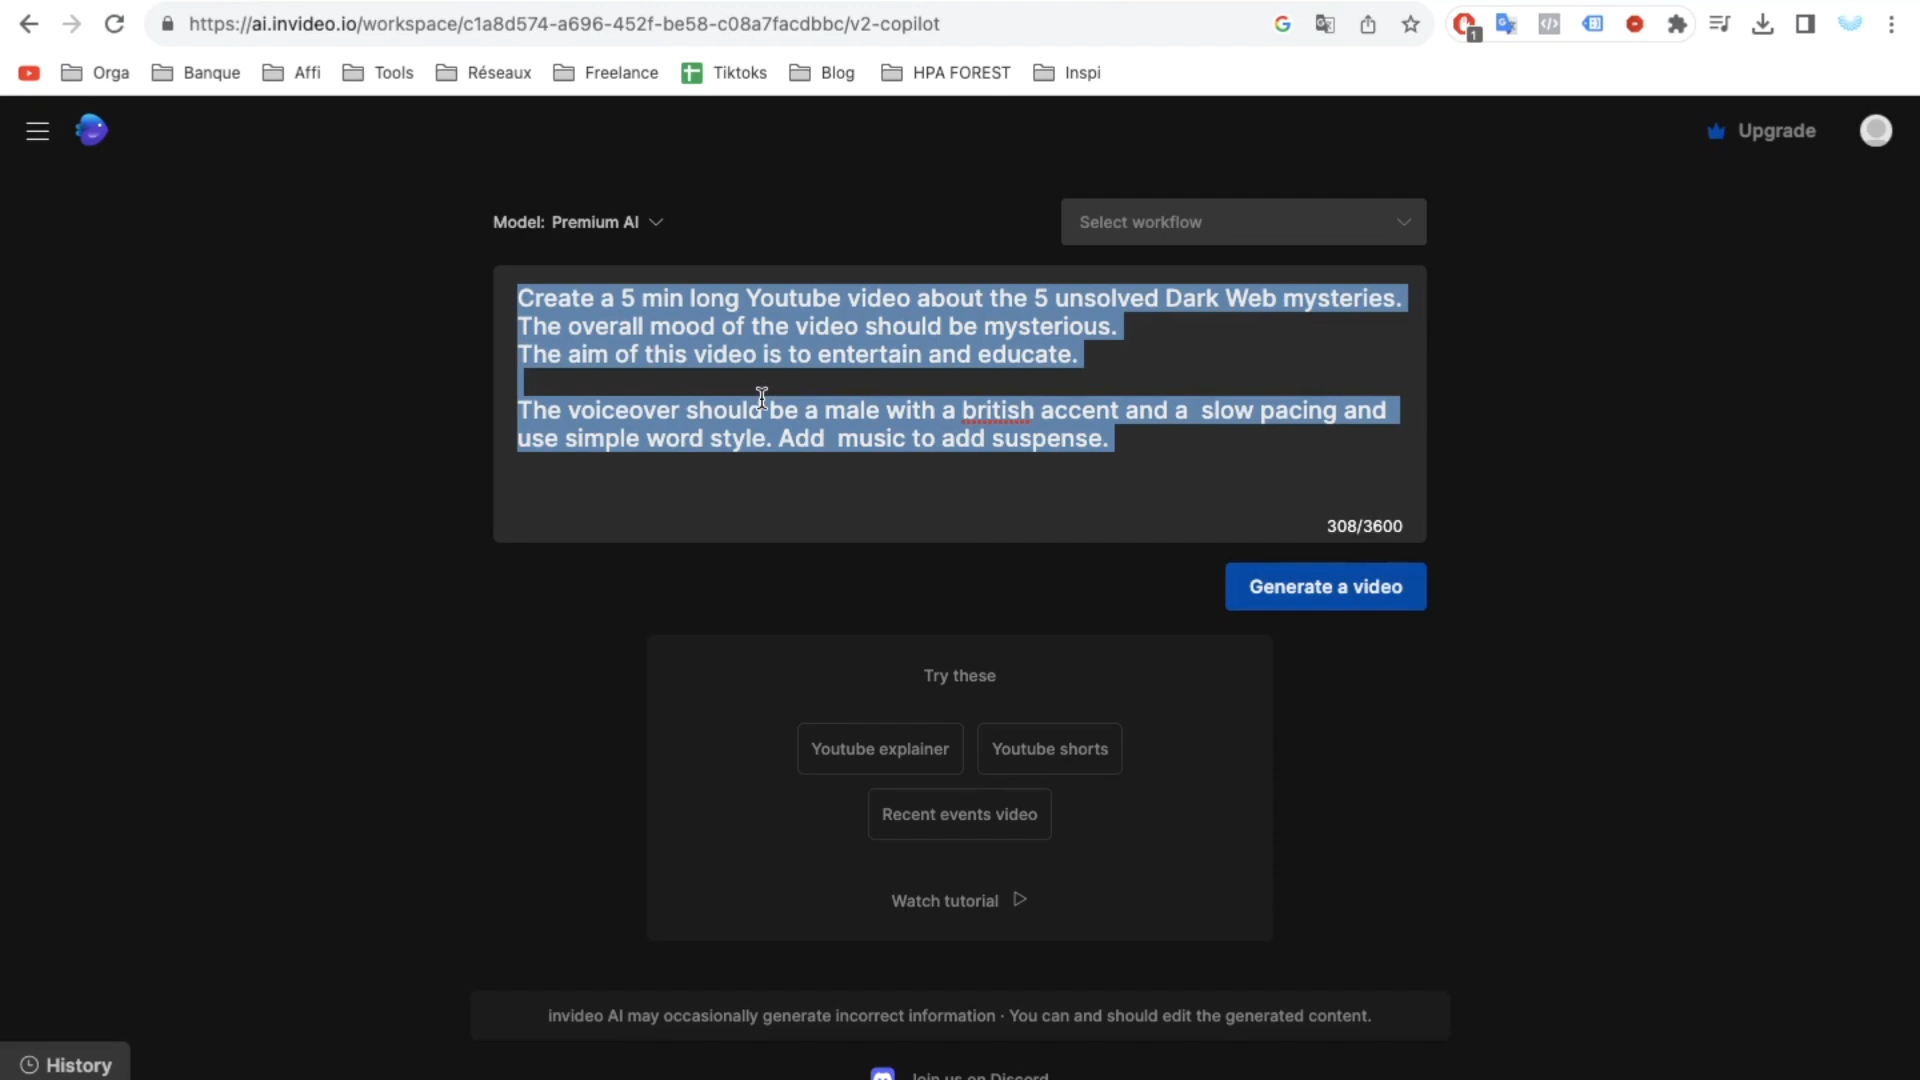 https://ai.invideo.io/workspace/c1a8d574-a696-452f-be58-c08a7facdbbc/v2-copilot
1
Orga
Banque
Affi
Tools
Réseaux
Freelance
Tiktoks
Blog
HPA FOREST
Inspi
Upgrade
Model: Premium AI
Select workflow
Create a 5 min long Youtube video about the 5 unsolved Dark Web mysteries.
The overall mood of the video should be mysterious.
The aim of this video is to entertain and educate.
The voiceover should be a male with a british accent and a  slow pacing and
use simple word style. Add  music to add suspense.
308/3600
Generate a video
Try these
Youtube explainer
Youtube shorts
Recent events video
Watch tutorial
invideo AI may occasionally generate incorrect information · You can and should edit the generated content.
History
Join us on Discord